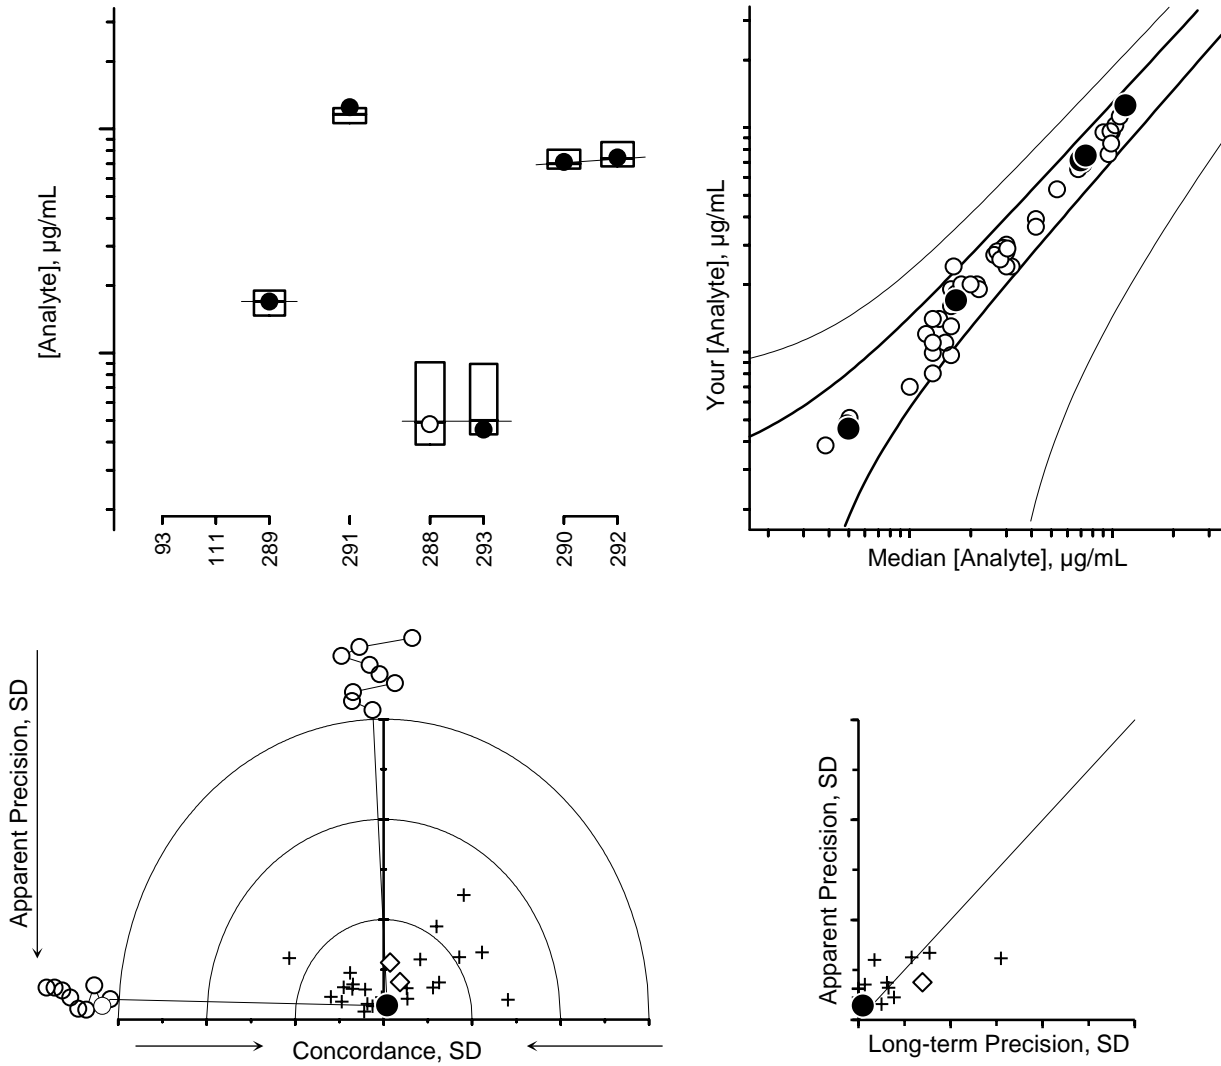 [Analyte], µg/mL
93
111
289
291
288
293
290
292
Your [Analyte], µg/mL
Median [Analyte], µg/mL
Apparent Precision, SD
Concordance, SD
Apparent Precision, SD
Long-term Precision, SD